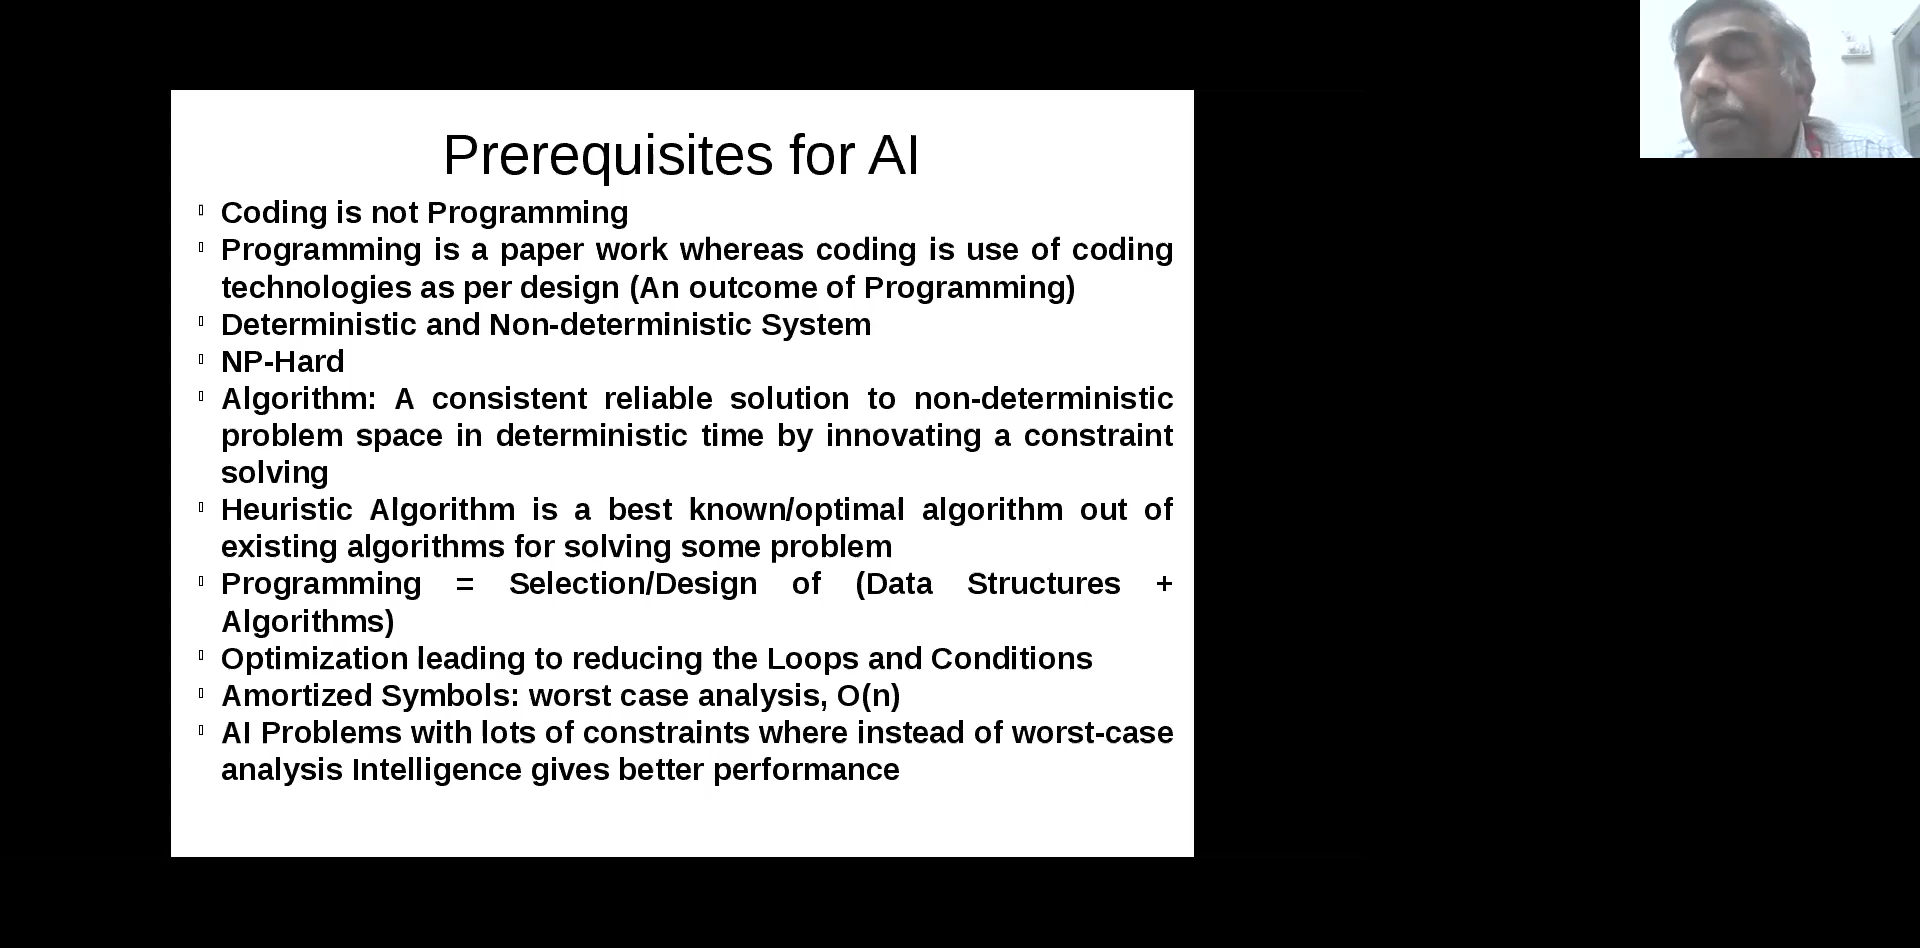 Prerequisites for AI
Coding is not Programming
Programming is a paper work whereas coding is use of coding
technologies as per design (An outcome of Programming)
Deterministic and Non-deterministic System
NP-Hard
Algorithm: A consistent reliable solution to non-deterministic
problem space in deterministic time by innovating a constraint
solving
Heuristic Algorithm is a best known/optimal algorithm out of
existing algorithms for solving some problem
Programming = Selection/Design of (Data Structures +
Algorithms)
Optimization leading to reducing the Loops and Conditions
Amortized Symbols: worst case analysis, O(n)
AI Problems with lots of constraints where instead of worst-case
analysis Intelligence gives better performance